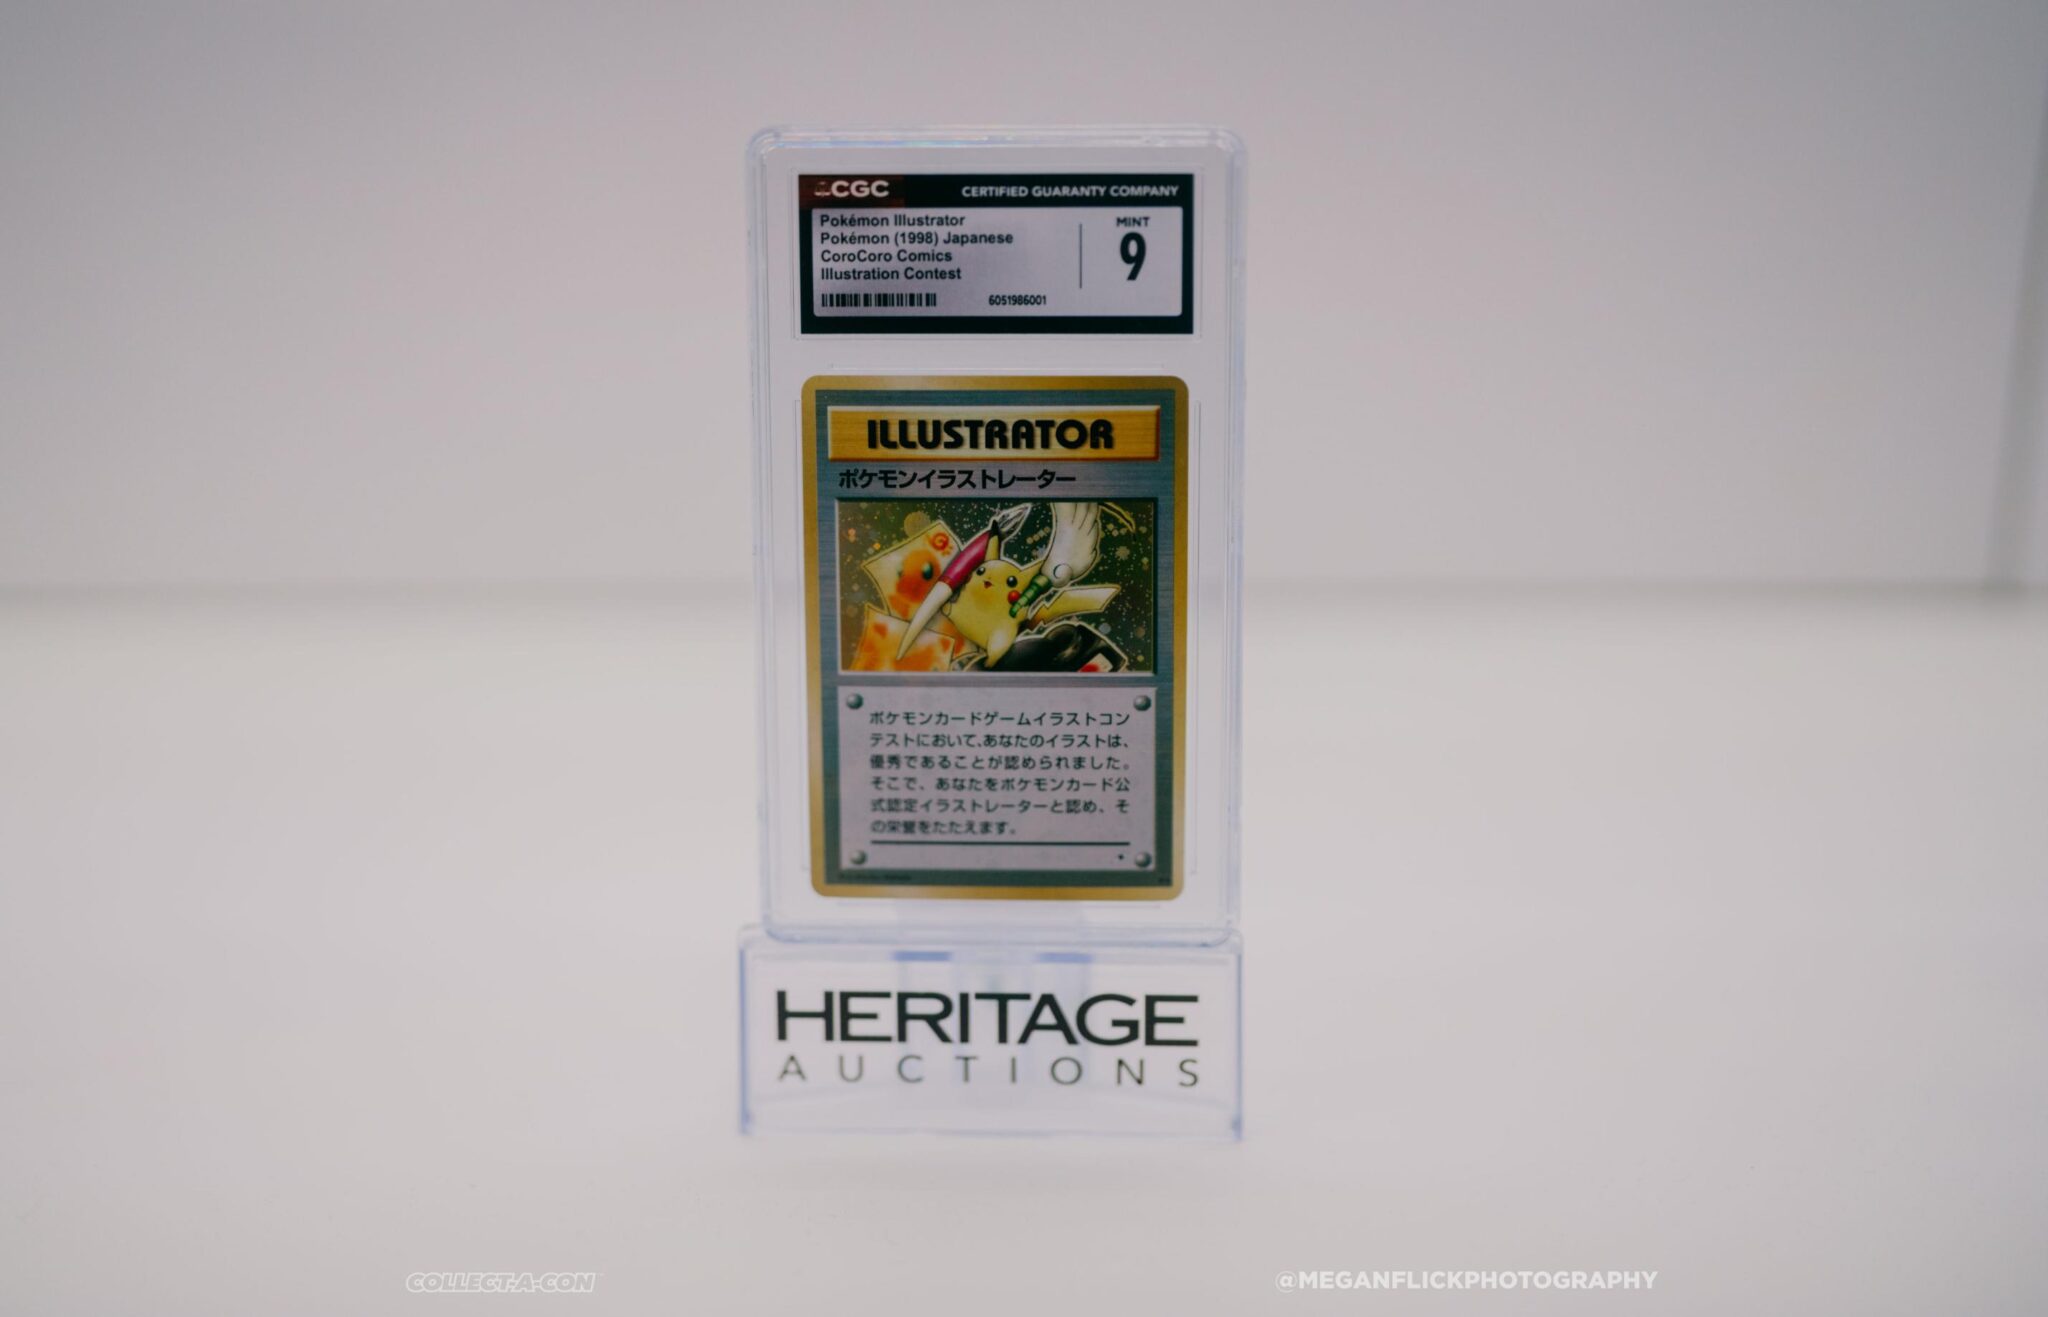 CGC
CERTIFIED GUARANTY COMPANY
Pokémon Illustrator
Pokémon (1998) Japanese
CoroCoro Comics
Illustration Contest
MINT
9
6051986001
ILLUSTRATOR
ポケモンイラストレーター
ポケモンカードゲームイラストコン
テストにおいて、あなたのイラストは、
優秀であることが認められました。
そこで、あなたをポケモンカード公
式認定イラストレーターと認め、そ
の栄誉をたたえます。
HERITAGE
AUCTIONS
COLLECT-A-CON
@MEGANFLICKPHOTOGRAPHY